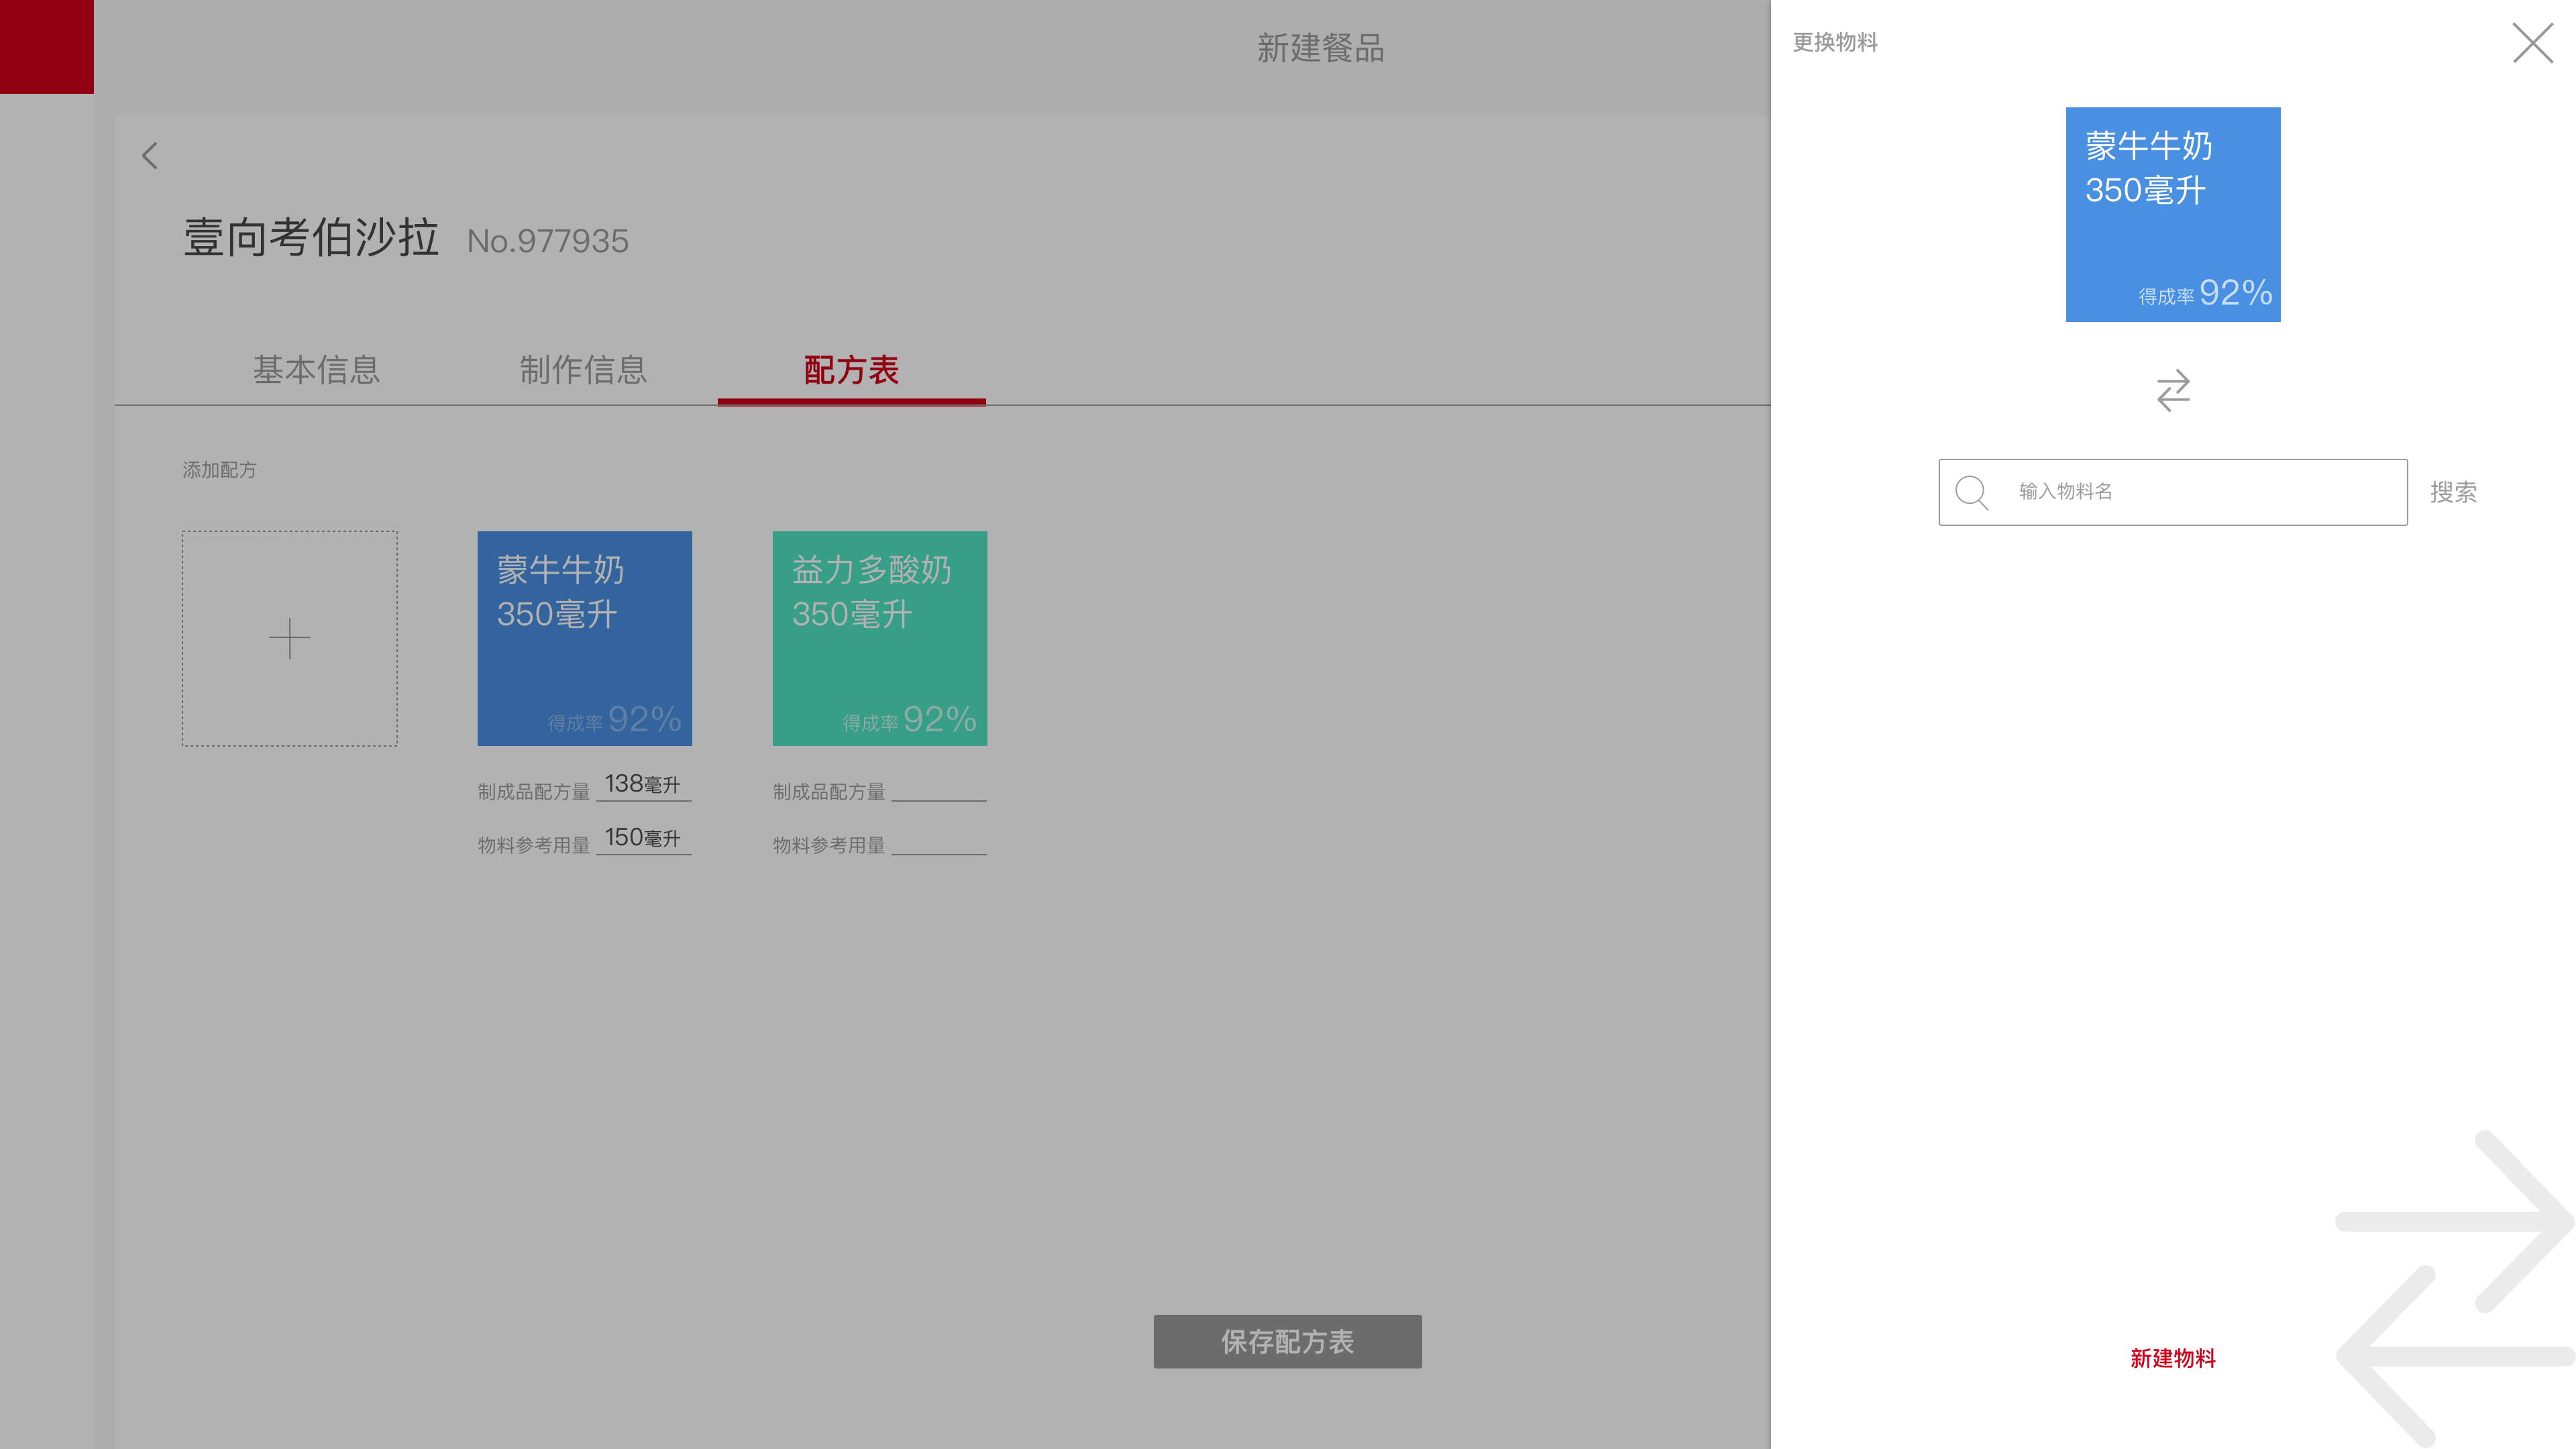 新建餐品
壹向考伯沙拉 No.977935
基本信息 制作信息 配方表
添加配方
蒙牛牛奶
350毫升
得成率 92%
制成品配方量 138毫升
物料参考用量 150毫升
益力多酸奶
350毫升
得成率 92%
制成品配方量
物料参考用量
保存配方表
更换物料
蒙牛牛奶
350毫升
得成率 92%
输入物料名 搜索
新建物料